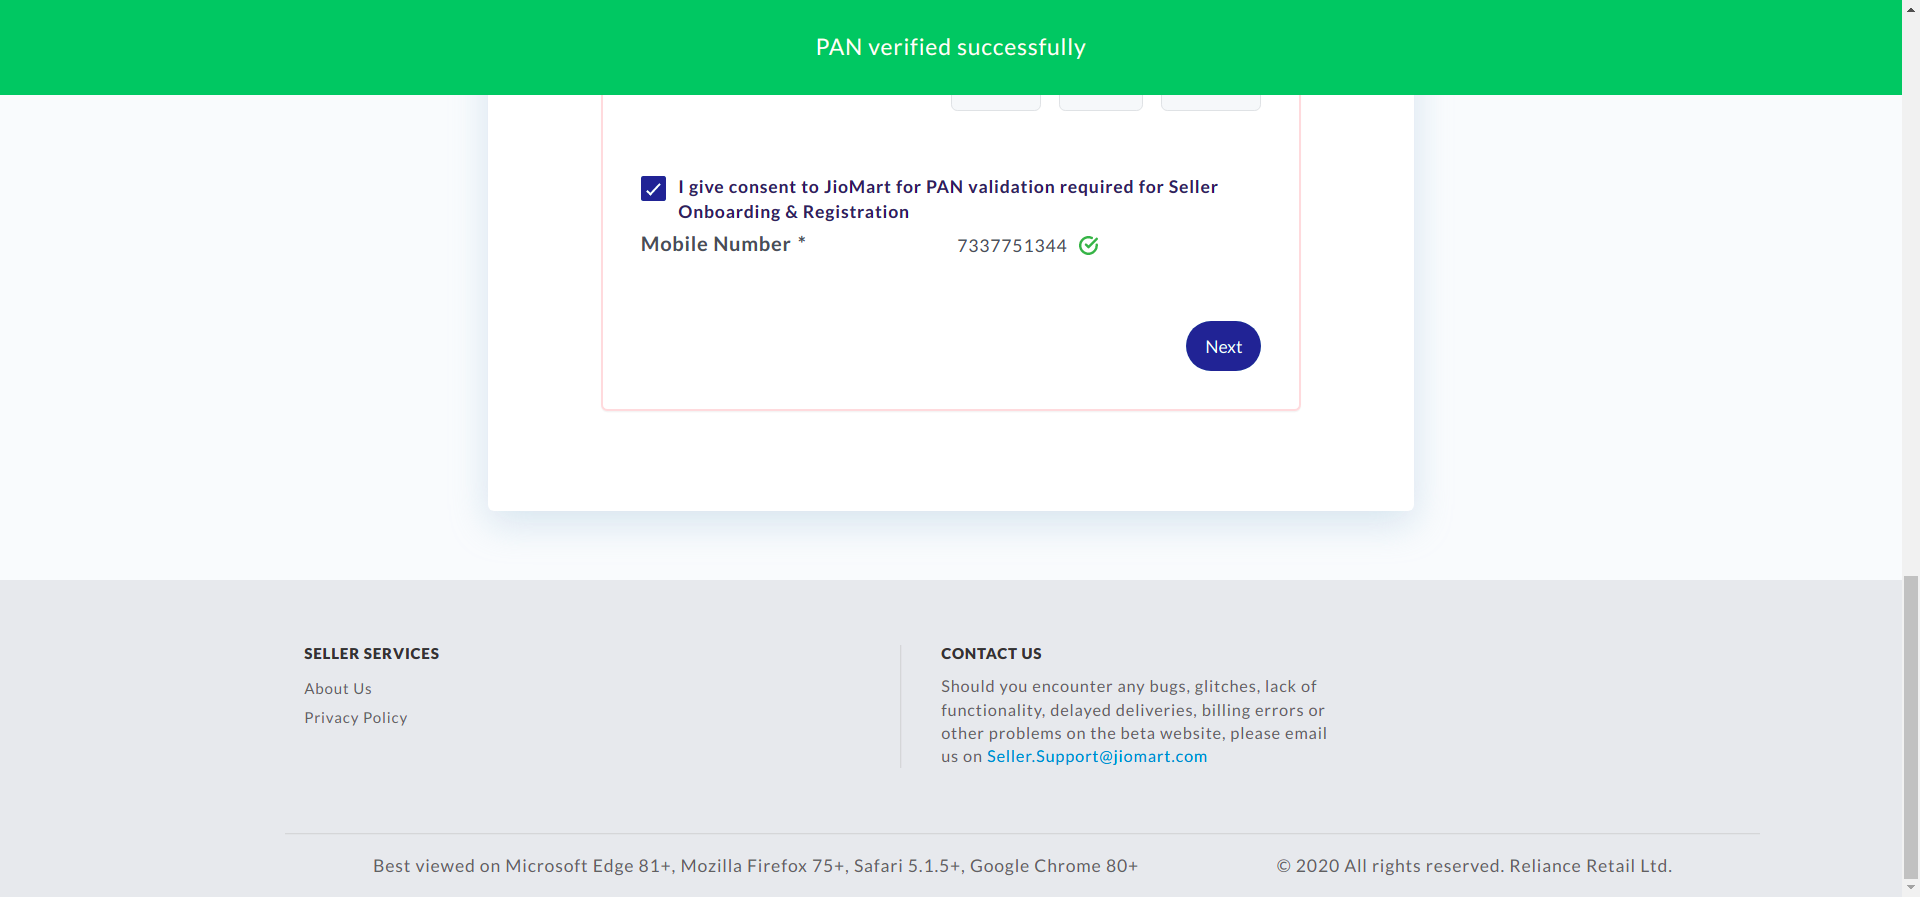 PAN verified successfully
I give consent to JioMart for PAN validation required for Seller
Onboarding & Registration
Mobile Number *
7337751344
Next
SELLER SERVICES
About Us
Privacy Policy
CONTACT US
Should you encounter any bugs, glitches, lack of
functionality, delayed deliveries, billing errors or
other problems on the beta website, please email
us on Seller.Support@jiomart.com
Best viewed on Microsoft Edge 81+, Mozilla Firefox 75+, Safari 5.1.5+, Google Chrome 80+
© 2020 All rights reserved. Reliance Retail Ltd.